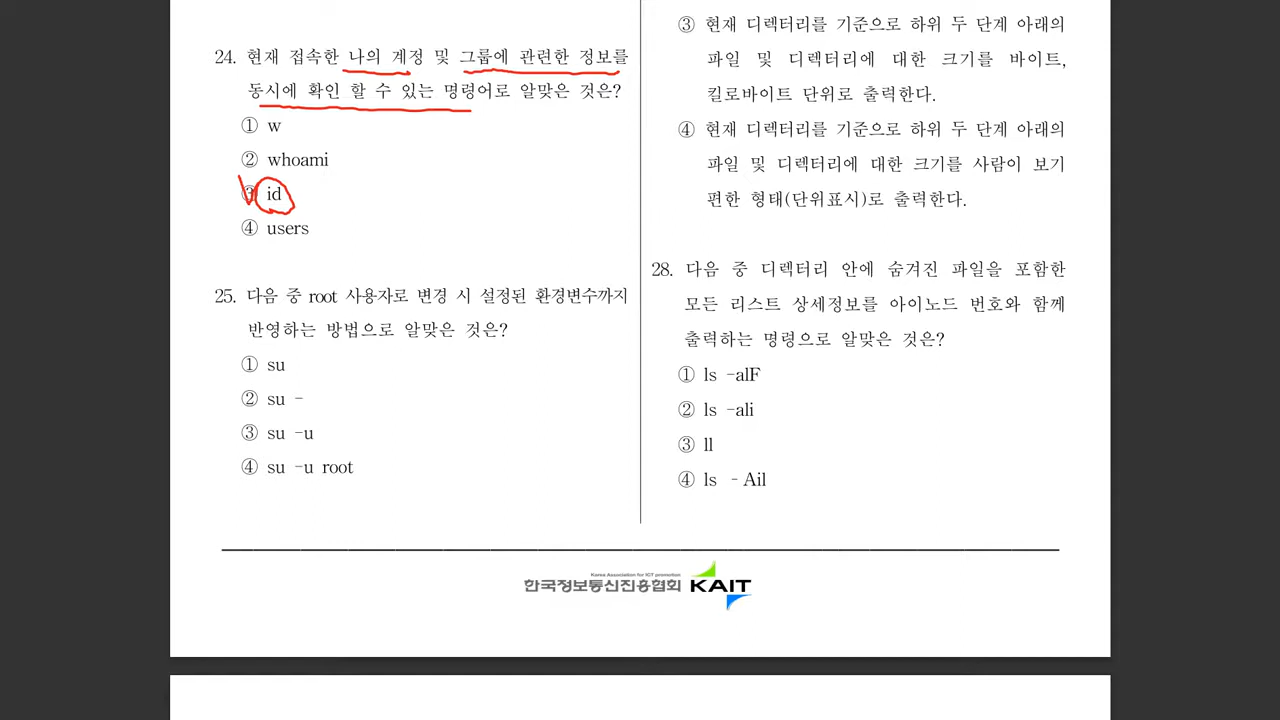 24. 현재 접속한 나의 계정 및 그룹에 관련한 정보를
동시에 확인 할 수 있는 명령어로 알맞은 것은?
① w
② whoami
③ id
④ users
25. 다음 중 root 사용자로 변경 시 설정된 환경변수까지
반영하는 방법으로 알맞은 것은?
① su
② su -
③ su -u
④ su -u root
③ 현재 디렉터리를 기준으로 하위 두 단계 아래의
파일 및 디렉터리에 대한 크기를 바이트,
킬로바이트 단위로 출력한다.
④ 현재 디렉터리를 기준으로 하위 두 단계 아래의
파일 및 디렉터리에 대한 크기를 사람이 보기
편한 형태(단위표시)로 출력한다.
28. 다음 중 디렉터리 안에 숨겨진 파일을 포함한
모든 리스트 상세정보를 아이노드 번호와 함께
출력하는 명령으로 알맞은 것은?
① ls -alF
② ls -ali
③ ll
④ ls -Ail
Korea Association for ICT promotion
한국정보통신진흥협회 KAIT